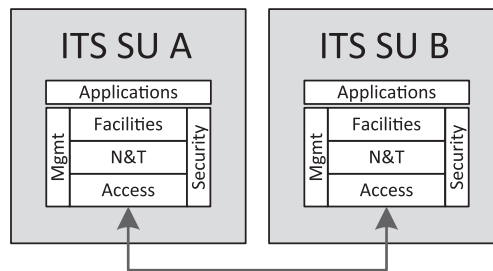 ITS SU A
Applications
Mgmt
Facilities
N&T
Access
Security
ITS SU B
Applications
Mgmt
Facilities
N&T
Access
Security